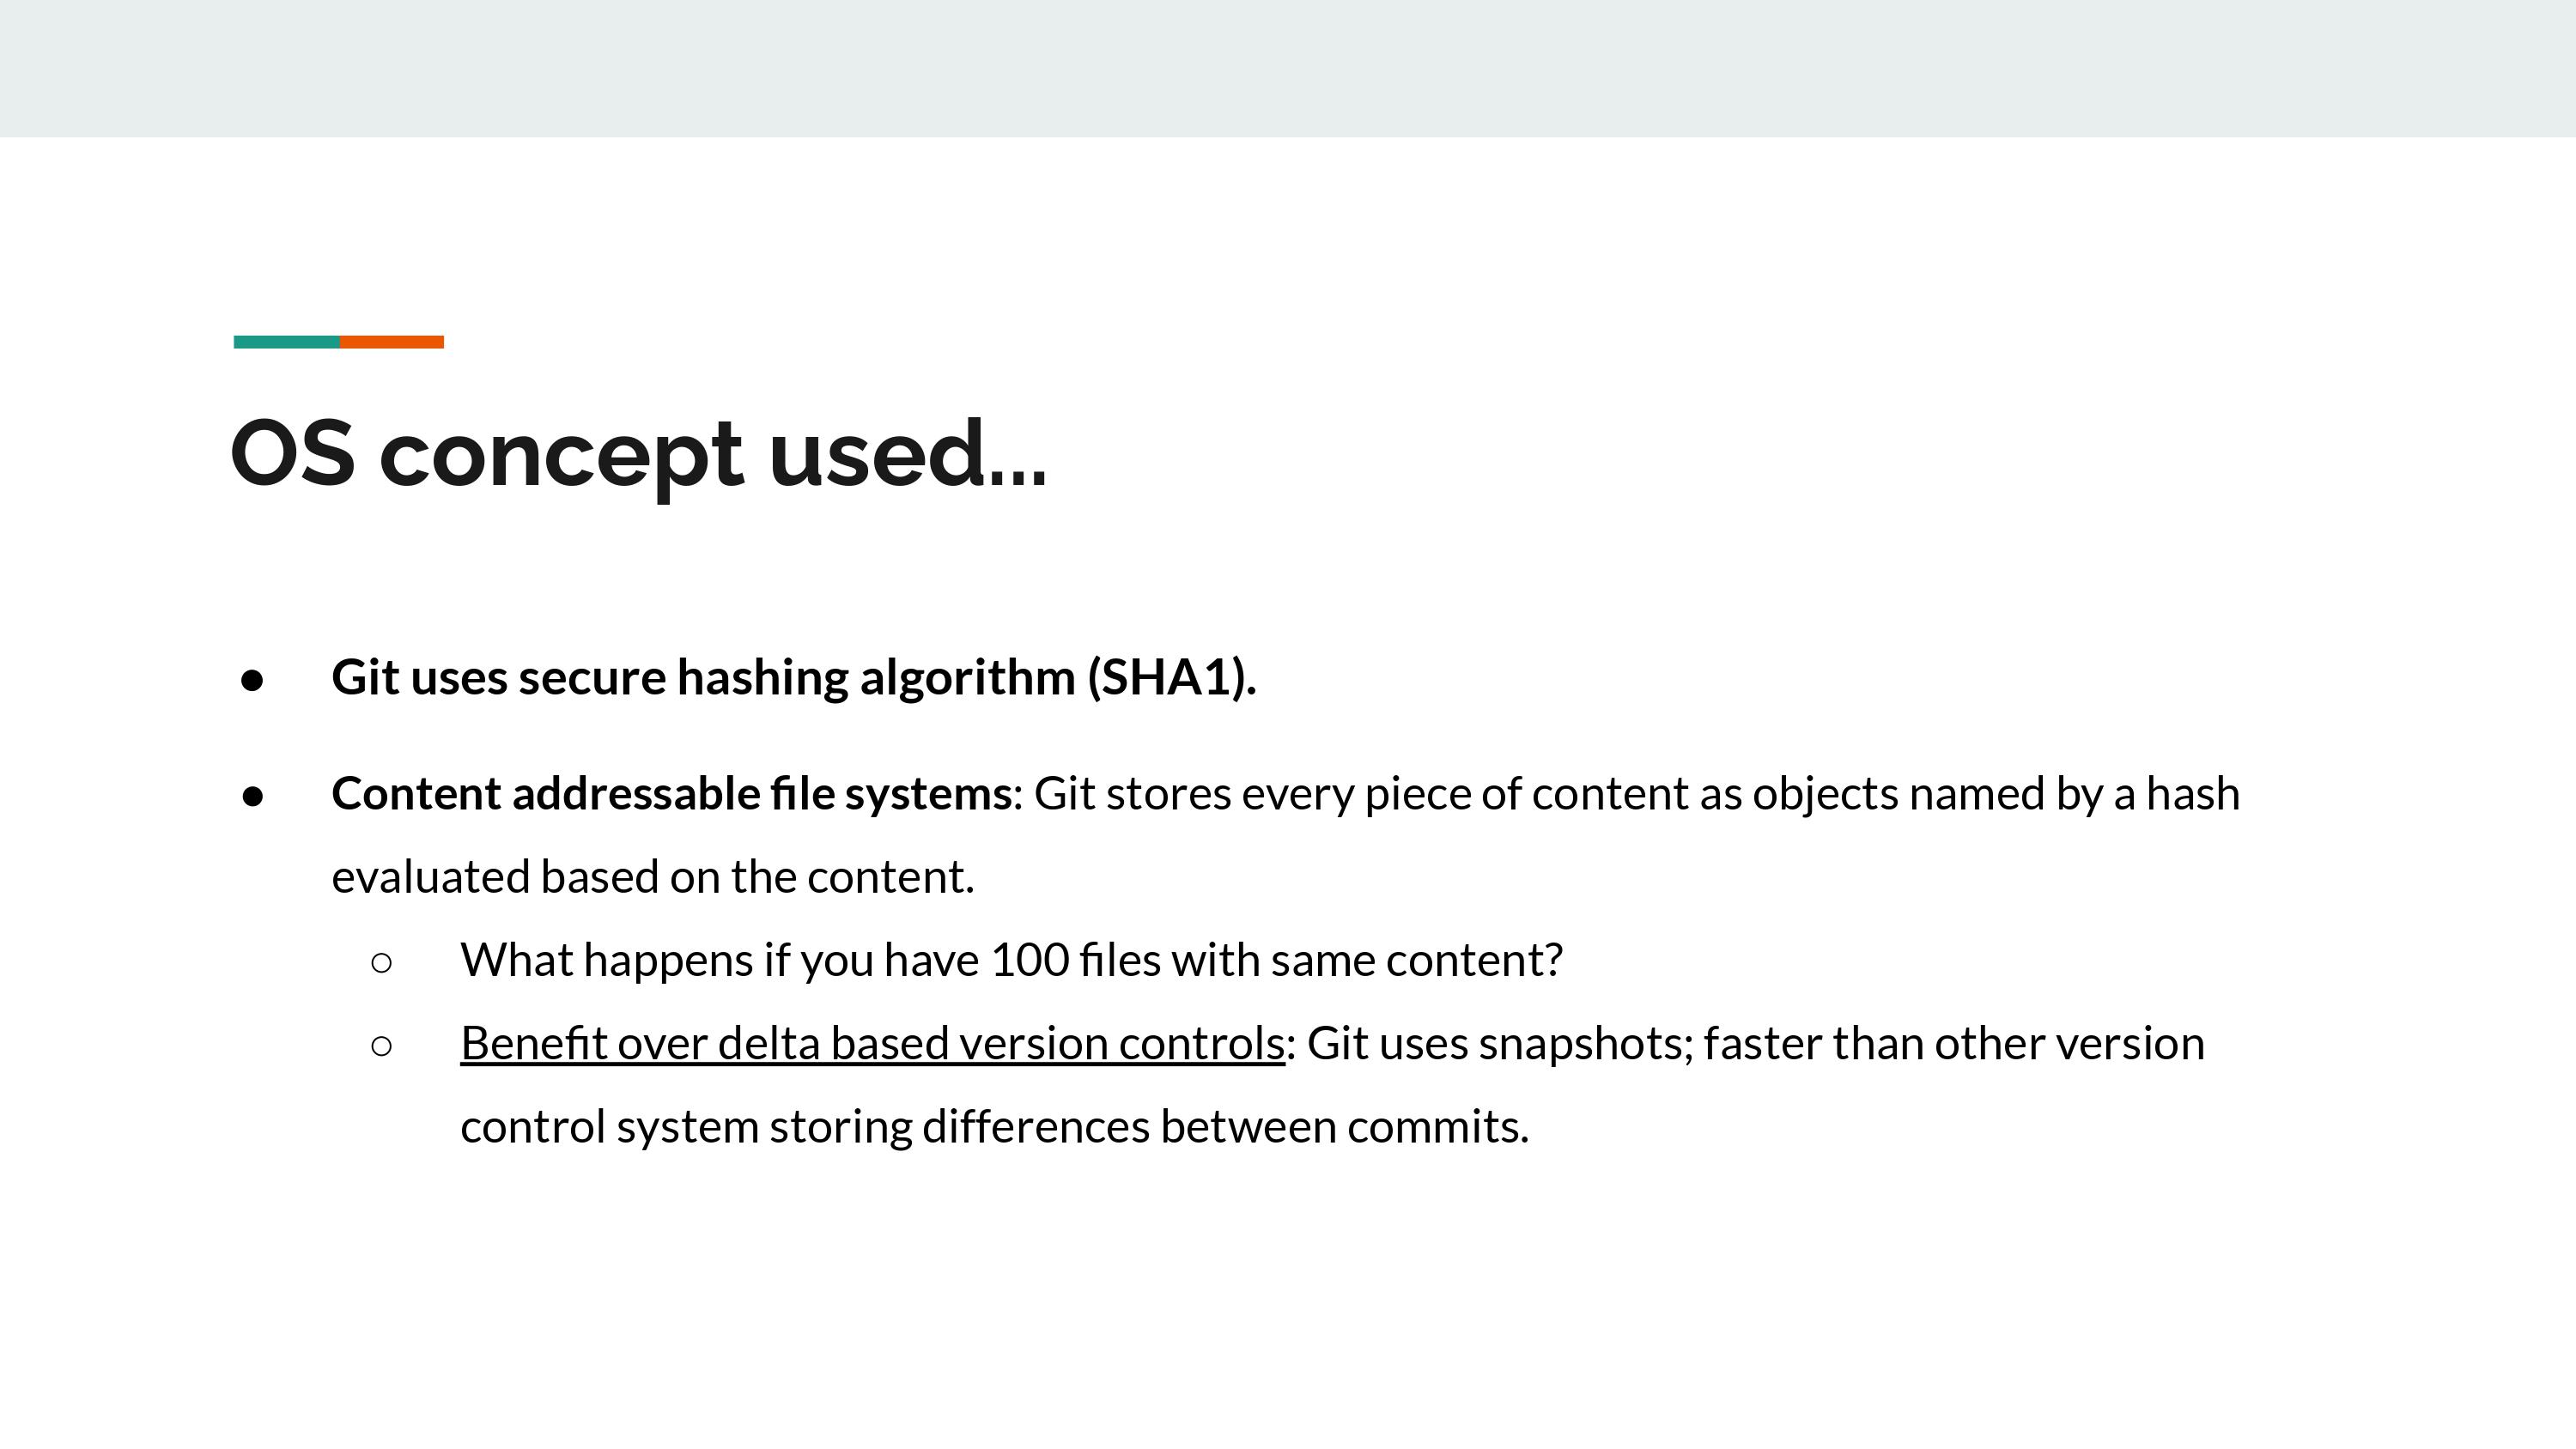 OS concept used...
● Git uses secure hashing algorithm (SHA1).
● Content addressable file systems: Git stores every piece of content as objects named by a hash
evaluated based on the content.
○ What happens if you have 100 files with same content?
○ Benefit over delta based version controls: Git uses snapshots; faster than other version
control system storing differences between commits.